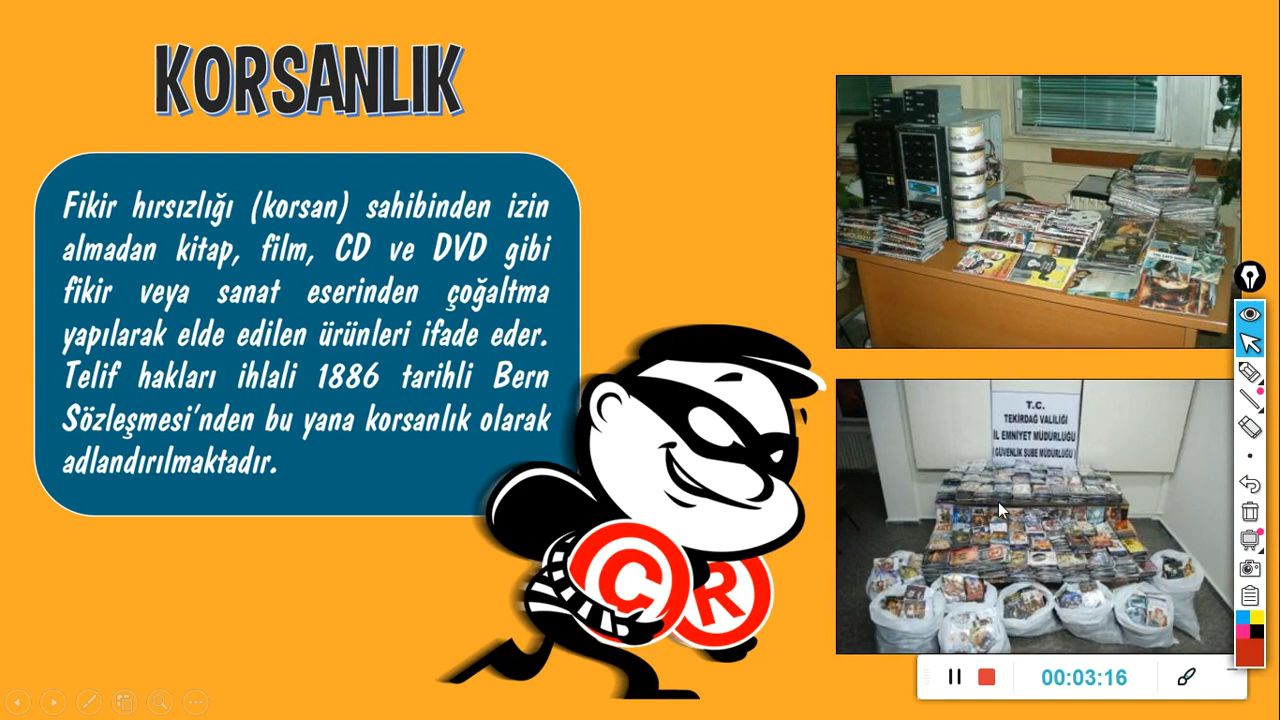 KORSANLIK
Fikir hırsızlığı (korsan) sahibinden izin
almadan kitap, film, CD ve DVD gibi
fikir veya sanat eserinden çoğaltma
yapılarak elde edilen ürünleri ifade eder.
Telif hakları ihlali 1886 tarihli Bern
Sözleşmesi'nden bu yana korsanlık olarak
adlandırılmaktadır.
T.C.
TEKİRDAĞ VALİLİĞİ
İL EMNİYET MÜDÜRLÜĞÜ
(GÜVENLİK ŞUBE MÜDÜRLÜĞÜ)
C
R
00:03:16